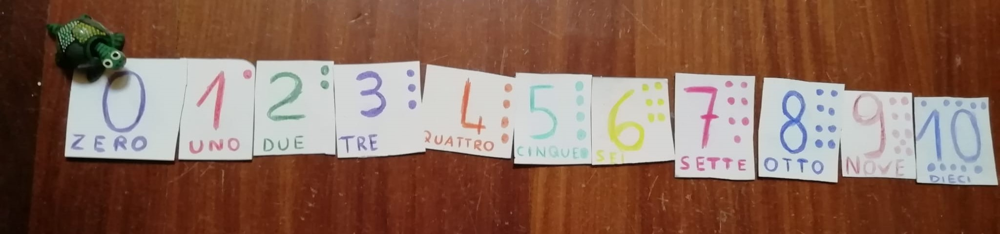 0
ZERO
1
UNO
2
DUE
3
TRE
4
QUATTRO
5
CINQUE
6
SEI
7
SETTE
8
OTTO
9
NOVE
10
DIECI